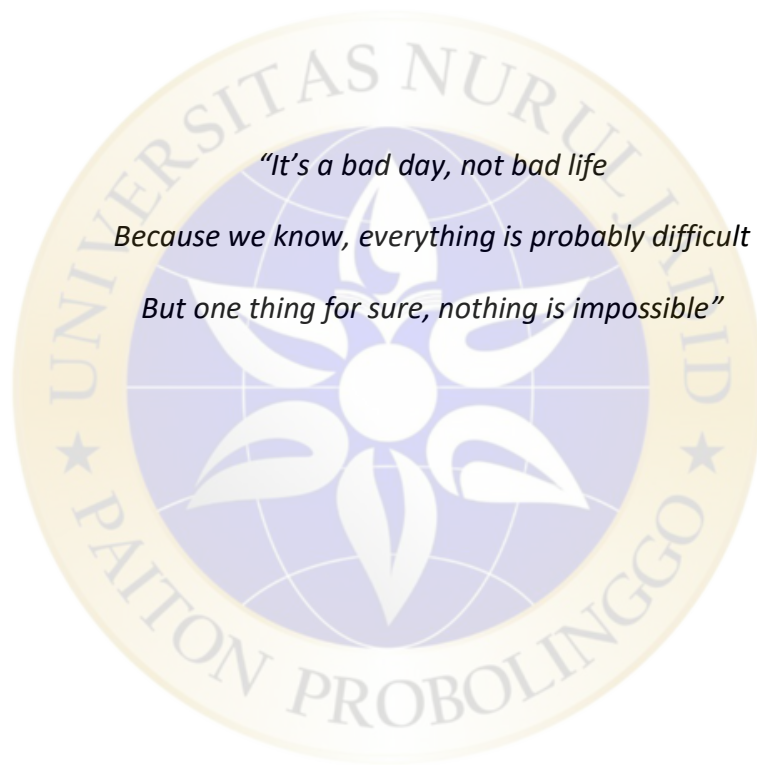 UNIVERSITAS NURUL JADID
“It’s a bad day, not bad life
Because we know, everything is probably difficult
But one thing for sure, nothing is impossible”
PAITON PROBOLINGGO